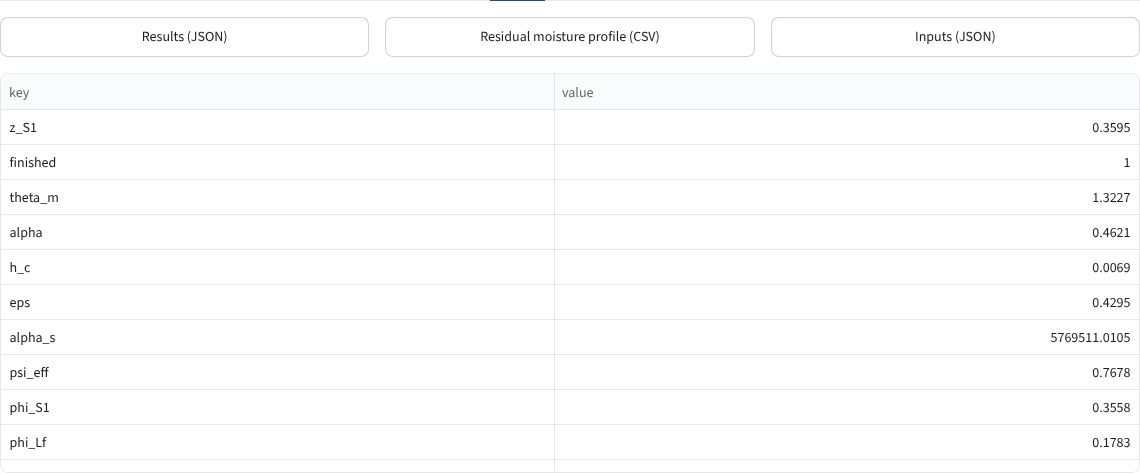 Results (JSON) Residual moisture profile (CSV) Inputs (JSON)
key value
z_S1 0.3595
finished 1
theta_m 1.3227
alpha 0.4621
h_c 0.0069
eps 0.4295
alpha_s 5769511.0105
psi_eff 0.7678
phi_S1 0.3558
phi_Lf 0.1783